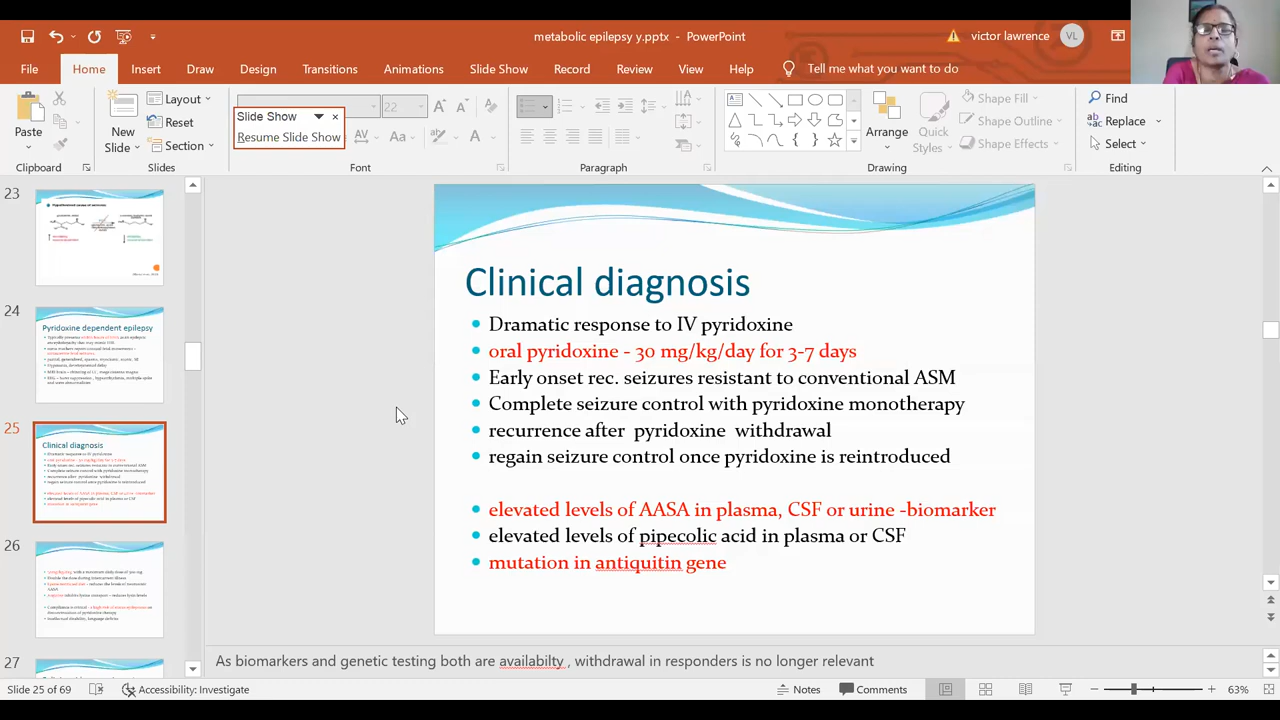 metabolic epilepsy y.pptx - PowerPoint
victor lawrence VL
File Home Insert Draw Design Transitions Animations Slide Show Record Review View Help Tell me what you want to do
Paste
Clipboard
New Slide
Layout
Reset
Section
Slides
22
Slide Show
Resume Slide Show
Font
Paragraph
Arrange
Quick Styles
Shape Fill
Shape Outline
Shape Effects
Drawing
Find
Replace
Select
Editing
23
24
Pyridoxine dependent epilepsy
25
Clinical diagnosis
26
27
Clinical diagnosis
Dramatic response to IV pyridoxine
oral pyridoxine - 30 mg/kg/day for 3-7 days
Early onset rec. seizures resistant to conventional ASM
Complete seizure control with pyridoxine monotherapy
recurrence after pyridoxine withdrawal
regain seizure control once pyridoxine is reintroduced
elevated levels of AASA in plasma, CSF or urine -biomarker
elevated levels of pipecolic acid in plasma or CSF
mutation in antiquitin gene
As biomarkers and genetic testing both are availabilty , withdrawal in responders is no longer relevant
Slide 25 of 69 Accessibility: Investigate Notes Comments 63%